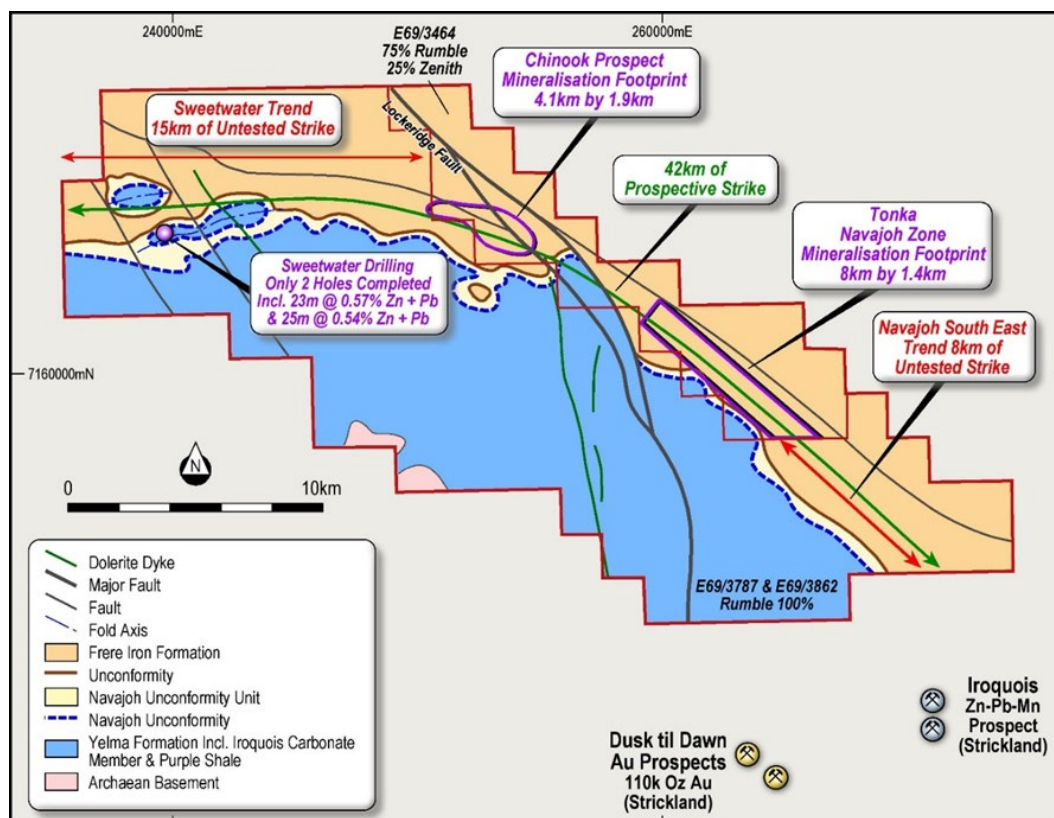 240000mE
260000mE
E69/3464
75% Rumble
25% Zenith
Chinook Prospect
Mineralisation Footprint
4.1km by 1.9km
Sweetwater Trend
15km of Untested Strike
Lockeridge Fault
42km of
Prospective Strike
Tonka
Navajoh Zone
Mineralisation Footprint
8km by 1.4km
Sweetwater Drilling
Only 2 Holes Completed
Incl. 23m @ 0.57% Zn + Pb
& 25m @ 0.54% Zn + Pb
Navajoh South East
Trend 8km of
Untested Strike
7160000mN
N
0
10km
Dolerite Dyke
Major Fault
Fault
Fold Axis
Frere Iron Formation
Unconformity
Navajoh Unconformity Unit
Navajoh Unconformity
Yelma Formation Incl. Iroquois Carbonate
Member & Purple Shale
Archaean Basement
E69/3787 & E69/3862
Rumble 100%
Iroquois
Zn-Pb-Mn
Prospect
(Strickland)
Dusk til Dawn
Au Prospects
110k Oz Au
(Strickland)